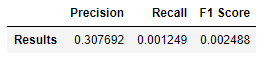 Precision Recall F1 Score
Results 0.307692 0.001249 0.002488